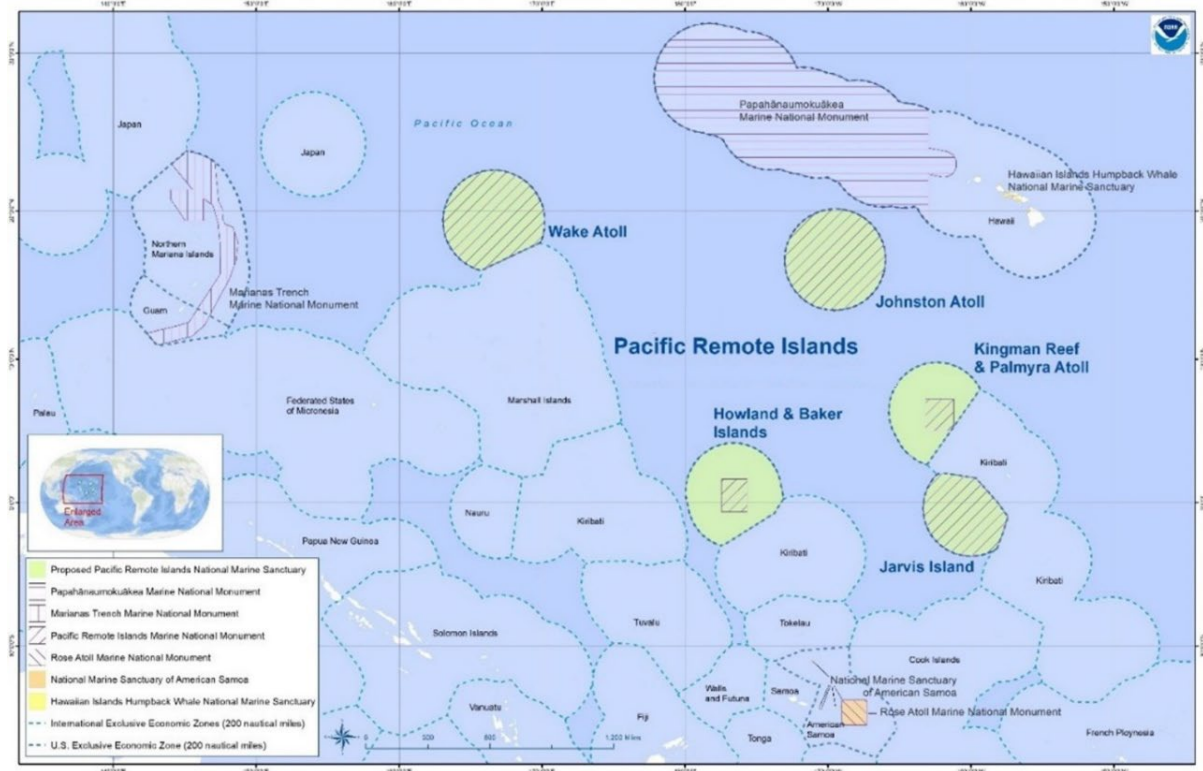 NOAA
Papahānaumokuākea
Marine National Monument
Japan
Pacific Ocean
Japan
Hawaiian Islands Humpback Whale
National Marine Sanctuary
Hawaii
Wake Atoll
Northern
Mariana Islands
Marianas Trench
Marine National Monument
Guam
Johnston Atoll
Pacific Remote Islands
Kingman Reef
& Palmyra Atoll
Federated States
of Micronesia
Marshall Islands
Palau
Howland & Baker
Islands
Kiribati
Nauru
Kiribati
Enlarged
Area
Papua New Guinea
Kiribati
Jarvis Island
Kiribati
Proposed Pacific Remote Islands National Marine Sanctuary
Papahānaumokuākea Marine National Monument
Marianas Trench Marine National Monument
Pacific Remote Islands Marine National Monument
Rose Atoll Marine National Monument
National Marine Sanctuary of American Samoa
Hawaiian Islands Humpback Whale National Marine Sanctuary
International Exclusive Economic Zones (200 nautical miles)
U.S. Exclusive Economic Zone (200 nautical miles)
Solomon Islands
Tuvalu
Tokelau
Cook Islands
National Marine Sanctuary
of American Samoa
Wallis
and Futuna
Samoa
Rose Atoll Marine National Monument
American
Samoa
Vanuatu
Fiji
Tonga
French Ploynesia
0 300 600 1,200 Miles